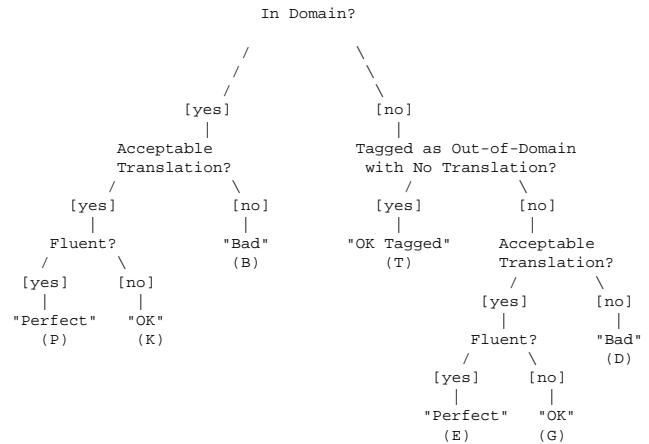 In Domain?
[yes] [no]
Acceptable Tagged as Out-of-Domain
Translation? with No Translation?
[yes] [no] [yes] [no]
Fluent? "Bad" "OK Tagged" Acceptable
(B) (T) Translation?
[yes] [no]
[yes] [no]
"Perfect" "OK" Fluent? "Bad"
(P) (K) (D)
[yes] [no]
"Perfect" "OK"
(E) (G)